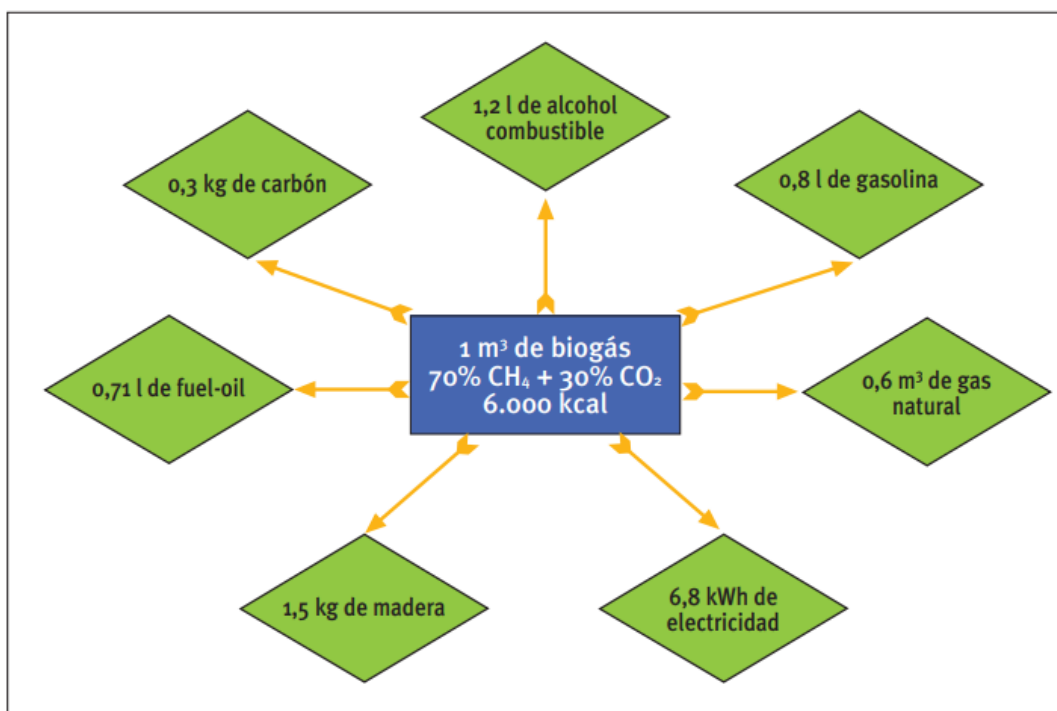 1,2 l de alcohol
combustible
0,3 kg de carbón
0,8 l de gasolina
1 m³ de biogás
70% CH₄ + 30% CO₂
6.000 kcal
0,71 l de fuel-oil
0,6 m³ de gas
natural
1,5 kg de madera
6,8 kWh de
electricidad